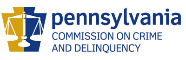 pennsylvania
COMMISSION ON CRIME
AND DELINQUENCY